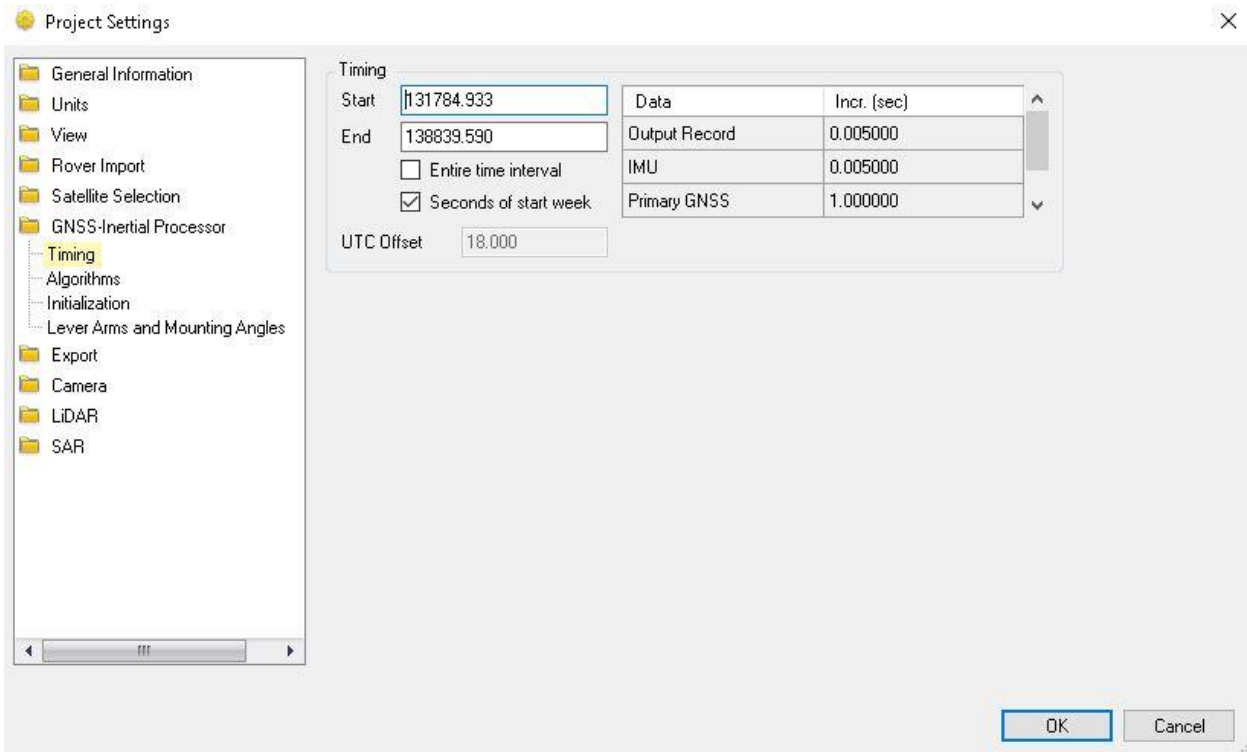 Project Settings
General Information
Units
View
Rover Import
Satellite Selection
GNSS-Inertial Processor
Timing
Algorithms
Initialization
Lever Arms and Mounting Angles
Export
Camera
LiDAR
SAR
Timing
Start 131784.933
End 138839.590
Entire time interval
Seconds of start week
UTC Offset 18.000
Data Incr. (sec)
Output Record 0.005000
IMU 0.005000
Primary GNSS 1.000000
OK Cancel